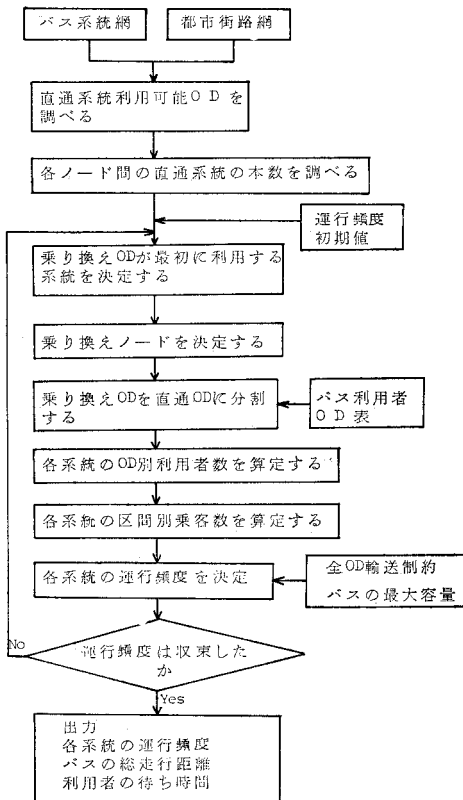 バス系統網
都市街路網
直通系統利用可能ODを
調べる
各ノード間の直通系統の本数を調べる
運行頻度
初期値
乗り換えODが最初に利用する
系統を決定する
乗り換えノードを決定する
乗り換えODを直通ODに分割
する
バス利用者
OD表
各系統のOD別利用者数を算定する
各系統の区間別乗客数を算定する
各系統の運行頻度を決定
全OD輸送制約
バスの最大容量
No
運行頻度は収束した
か
Yes
出力
各系統の運行頻度
バスの総走行距離
利用者の待ち時間